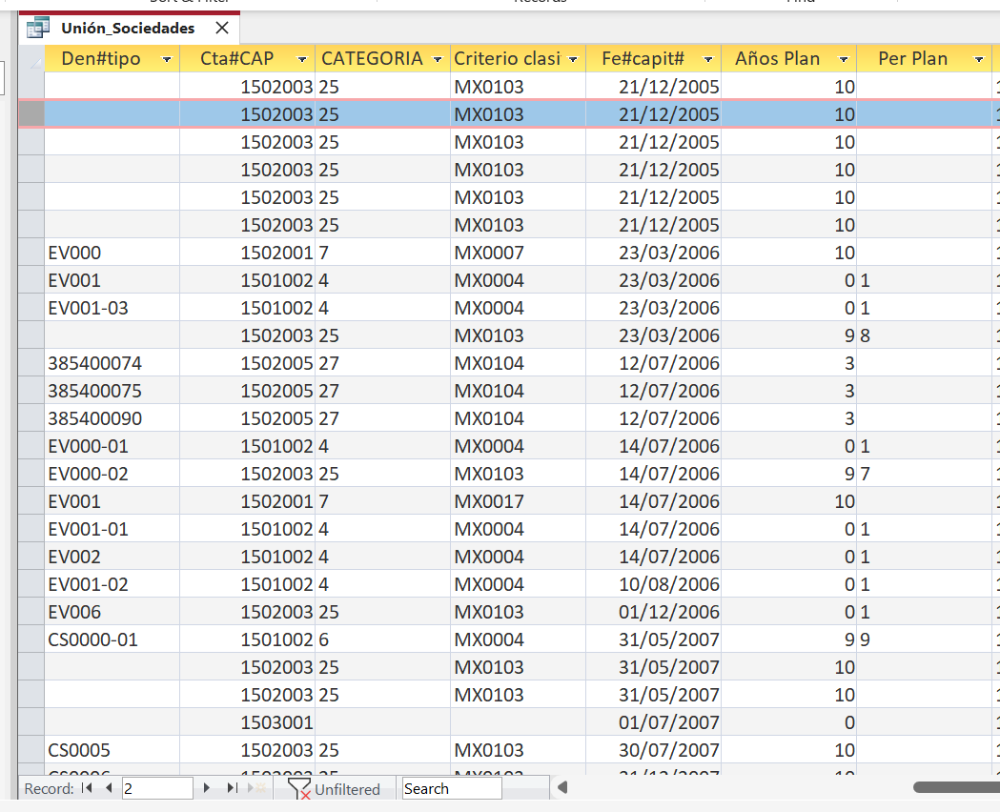 Sort & Filter Records Find
Unión_Sociedades
Den#tipo Cta#CAP CATEGORIA Criterio clasi Fe#capit# Años Plan Per Plan
1502003 25 MX0103 21/12/2005 10
1502003 25 MX0103 21/12/2005 10
1502003 25 MX0103 21/12/2005 10
1502003 25 MX0103 21/12/2005 10
1502003 25 MX0103 21/12/2005 10
1502003 25 MX0103 21/12/2005 10
EV000 1502001 7 MX0007 23/03/2006 10
EV001 1501002 4 MX0004 23/03/2006 0 1
EV001-03 1501002 4 MX0004 23/03/2006 0 1
1502003 25 MX0103 23/03/2006 9 8
385400074 1502005 27 MX0104 12/07/2006 3
385400075 1502005 27 MX0104 12/07/2006 3
385400090 1502005 27 MX0104 12/07/2006 3
EV000-01 1501002 4 MX0004 14/07/2006 0 1
EV000-02 1502003 25 MX0103 14/07/2006 9 7
EV001 1502001 7 MX0017 14/07/2006 10
EV001-01 1501002 4 MX0004 14/07/2006 0 1
EV002 1501002 4 MX0004 14/07/2006 0 1
EV001-02 1501002 4 MX0004 10/08/2006 0 1
EV006 1502003 25 MX0103 01/12/2006 0 1
CS0000-01 1501002 6 MX0004 31/05/2007 9 9
1502003 25 MX0103 31/05/2007 10
1502003 25 MX0103 31/05/2007 10
1503001 01/07/2007 0
CS0005 1502003 25 MX0103 30/07/2007 10
Record: 2 Unfiltered Search